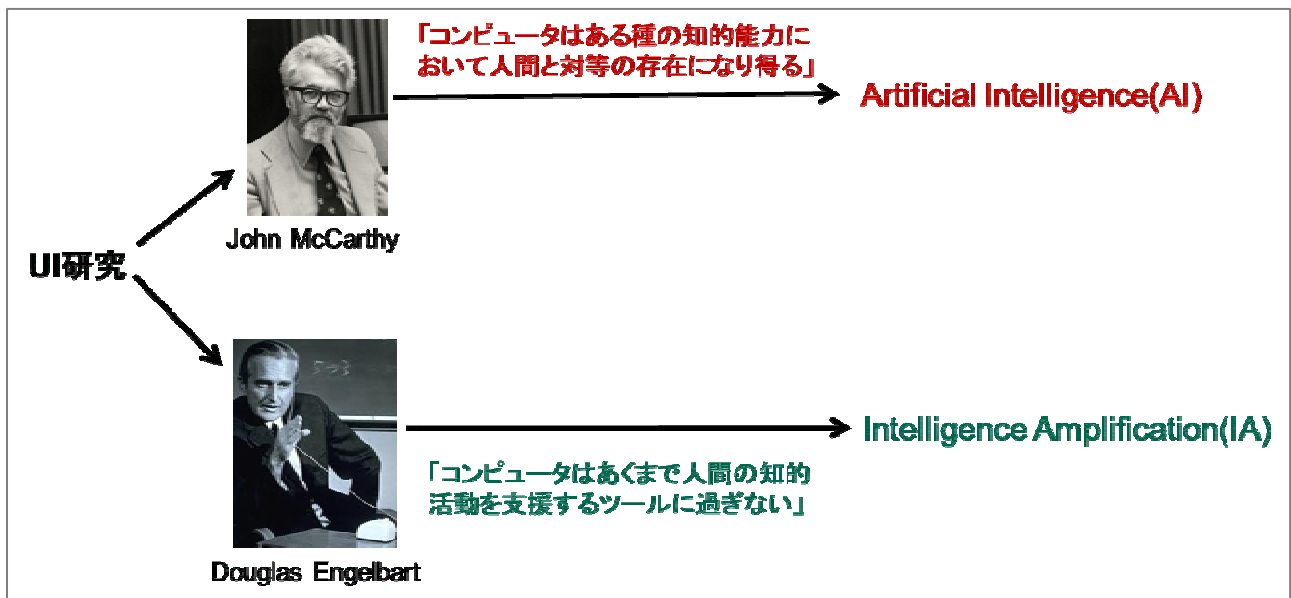 「コンピュータはある種の知的能力に
おいて人間と対等の存在になり得る」
Artificial Intelligence(AI)
John McCarthy
UI研究
5→3
Intelligence Amplification(IA)
「コンピュータはあくまで人間の知的
活動を支援するツールに過ぎない」
Douglas Engelbart